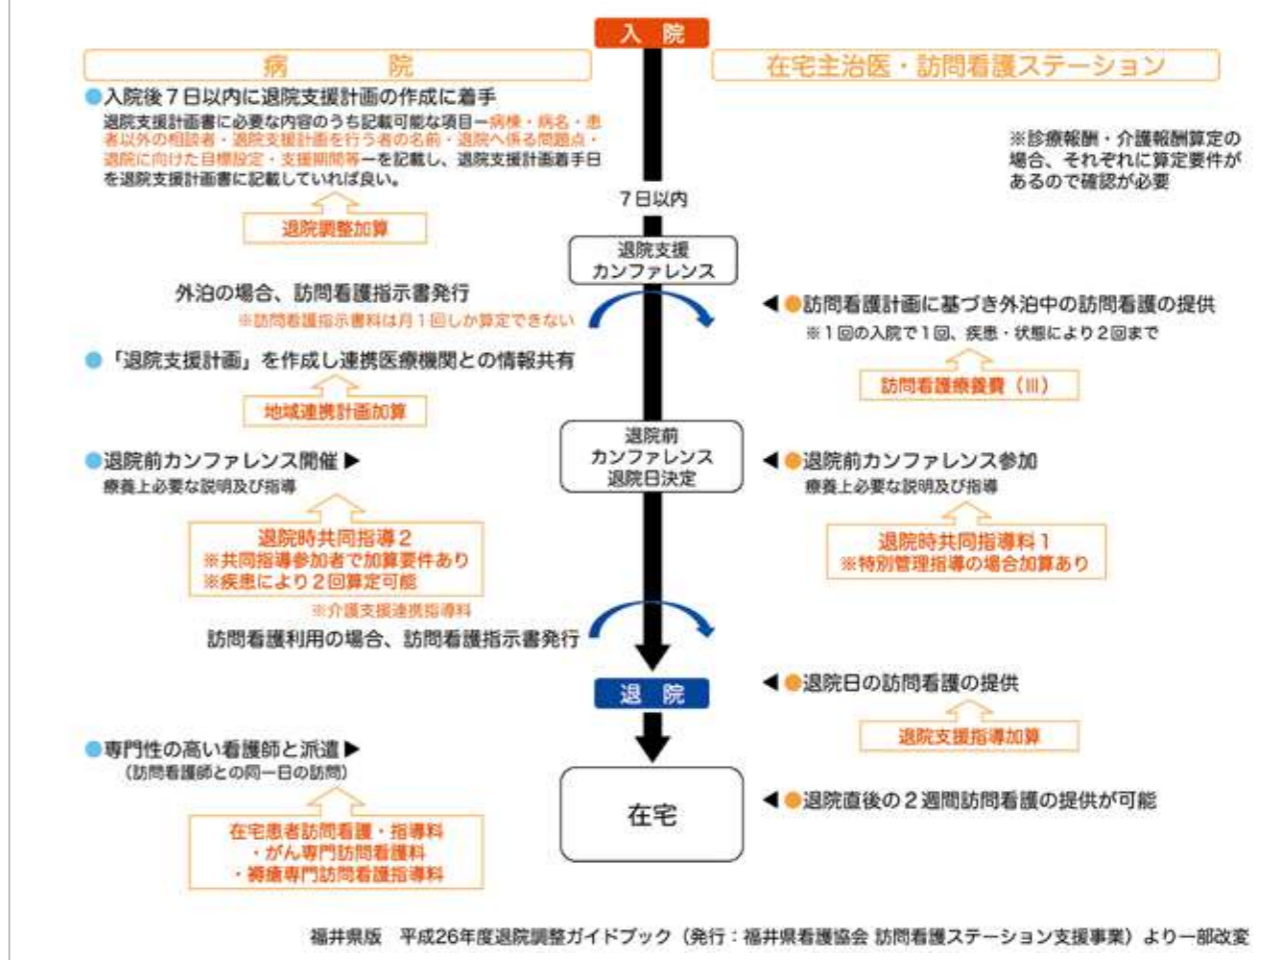 入 院
病 院
在宅主治医・訪問看護ステーション
●入院後７日以内に退院支援計画の作成に着手
退院支援計画書に必要な内容のうち記載可能な項目ー病棟・病名・患
者以外の相談者・退院支援計画を行う者の名前・退院へ係る問題点・
退院に向けた目標設定・支援期間等ーを記載し、退院支援計画着手日
を退院支援計画書に記載していれば良い。
退院調整加算
※診療報酬・介護報酬算定の
場合、それぞれに算定要件が
あるので確認が必要
７日以内
退院支援
カンファレンス
外泊の場合、訪問看護指示書発行
※訪問看護指示書料は月１回しか算定できない
◀●訪問看護計画に基づき外泊中の訪問看護の提供
※１回の入院で１回、疾患・状態により２回まで
訪問看護療養費（Ⅲ）
●「退院支援計画」を作成し連携医療機関との情報共有
地域連携計画加算
退院前
カンファレンス
退院日決定
●退院前カンファレンス開催▶
療養上必要な説明及び指導
退院時共同指導２
※共同指導参加者で加算要件あり
※疾患により２回算定可能
※介護支援連携指導料
◀●退院前カンファレンス参加
療養上必要な説明及び指導
退院時共同指導料１
※特別管理指導の場合加算あり
訪問看護利用の場合、訪問看護指示書発行
退 院
◀●退院日の訪問看護の提供
退院支援指導加算
●専門性の高い看護師と派遣▶
（訪問看護師との同一日の訪問）
在宅患者訪問看護・指導料
・がん専門訪問看護料
・褥瘡専門訪問看護指導料
在宅
◀●退院直後の２週間訪問看護の提供が可能
福井県版 平成26年度退院調整ガイドブック（発行：福井県看護協会 訪問看護ステーション支援事業）より一部改変